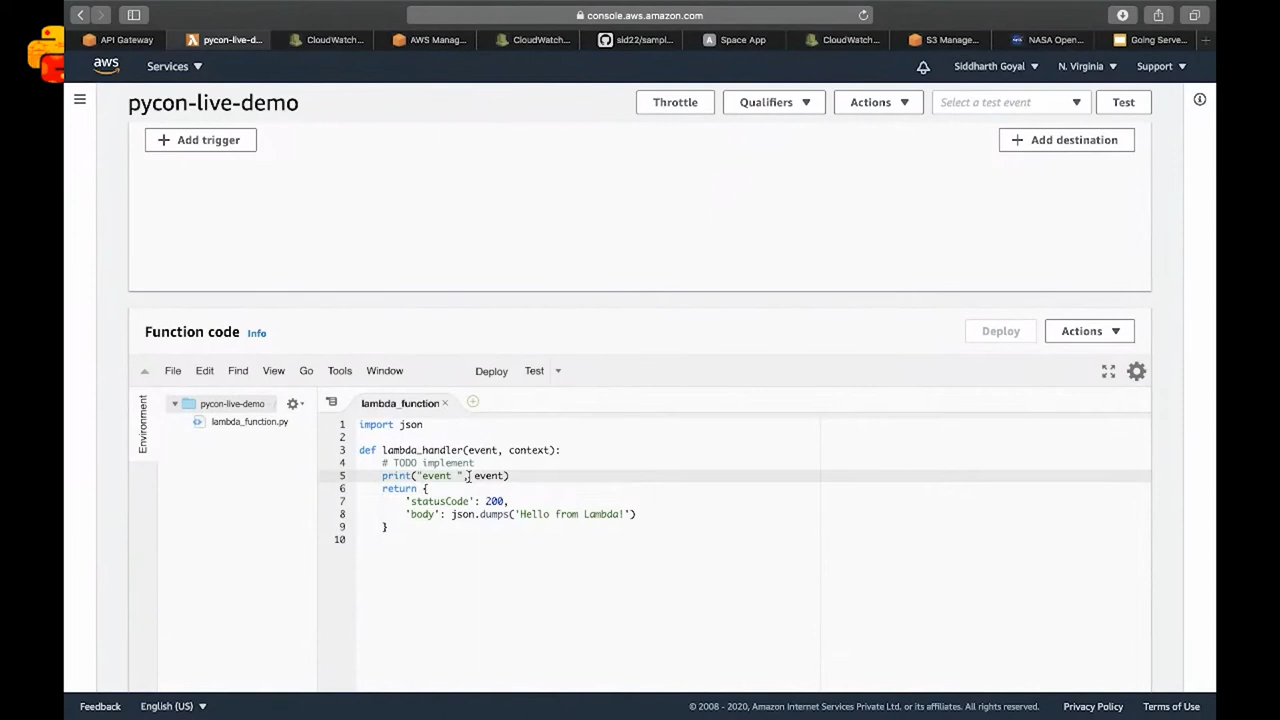 console.aws.amazon.com
API Gateway
pycon-live-d...
CloudWatch...
AWS Manag...
CloudWatch...
sld22/sampl...
Space App
CloudWatch...
S3 Manage...
NASA Open...
Going Serve...
aws
Services
Siddharth Goyal
N. Virginia
Support
pycon-live-demo
Throttle
Qualifiers
Actions
Select a test event
Test
+ Add trigger
+ Add destination
Function code Info
Deploy
Actions
File Edit Find View Go Tools Window Deploy Test
Environment
pycon-live-demo
lambda_function.py
lambda_function
1 import json
2
3 def lambda_handler(event, context):
4 # TODO implement
5 print("event ", event)
6 return {
7 'statusCode': 200,
8 'body': json.dumps('Hello from Lambda!')
9 }
10
Feedback
English (US)
© 2008 - 2020, Amazon Internet Services Private Ltd. or its affiliates. All rights reserved.
Privacy Policy
Terms of Use